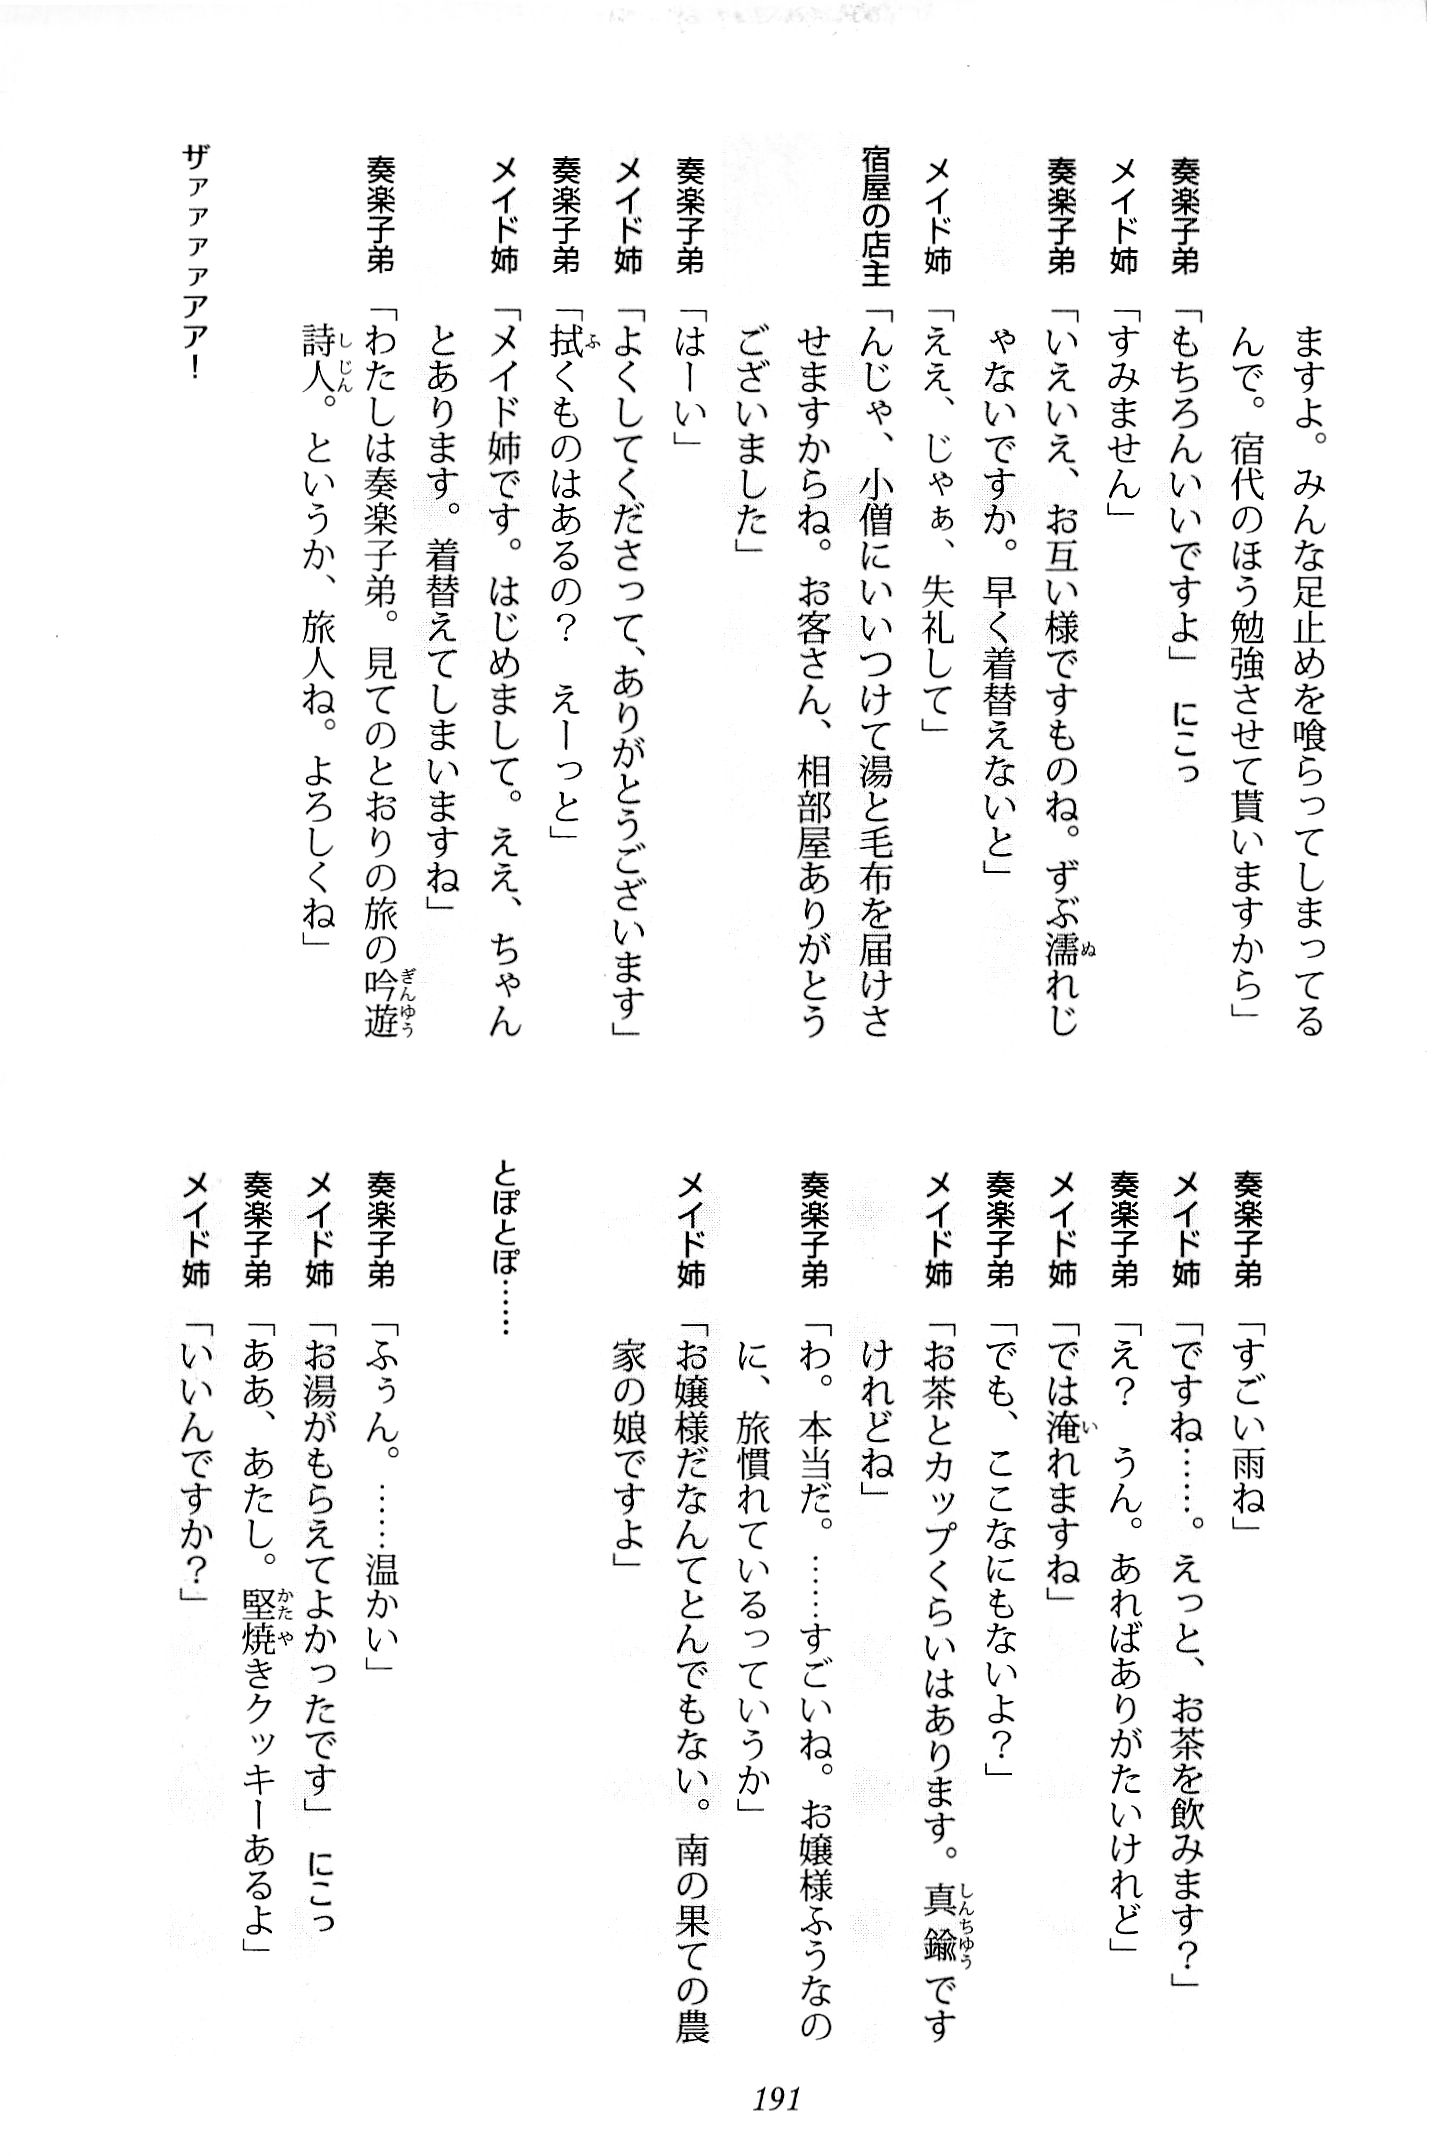 ますよ。みんな足止めを喰らってしまってる
んで。宿代のほう勉強させて貰いますから」
奏楽子弟「もちろんいいですよ」　にこっ
メイド姉「すみません」
奏楽子弟「いえいえ、お互い様ですものね。ずぶ濡れじ
ゃないですか。早く着替えないと」
メイド姉「ええ、じゃぁ、失礼して」
宿屋の店主「んじゃ、小僧にいいつけて湯と毛布を届けさ
せますからね。お客さん、相部屋ありがとう
ございました」
奏楽子弟「はーい」
メイド姉「よくしてくださって、ありがとうございます」
奏楽子弟「拭くものはあるの？　えーっと」
メイド姉「メイド姉です。はじめまして。ええ、ちゃん
とあります。着替えてしまいますね」
奏楽子弟「わたしは奏楽子弟。見てのとおりの旅の吟遊
詩人。というか、旅人ね。よろしくね」
ザァァァァアア！
奏楽子弟「すごい雨ね」
メイド姉「ですね……。えっと、お茶を飲みます？」
奏楽子弟「え？　うん。あればありがたいけれど」
メイド姉「では淹れますね」
奏楽子弟「でも、ここなにもないよ？」
メイド姉「お茶とカップくらいはあります。真鍮です
けれどね」
奏楽子弟「わ。本当だ。……すごいね。お嬢様ふうなの
に、旅慣れているっていうか」
メイド姉「お嬢様だなんてとんでもない。南の果ての農
家の娘ですよ」
とぽとぽ……
奏楽子弟「ふぅん。……温かい」
メイド姉「お湯がもらえてよかったです」　にこっ
奏楽子弟「ああ、あたし。堅焼きクッキーあるよ」
メイド姉「いいんですか？」
191